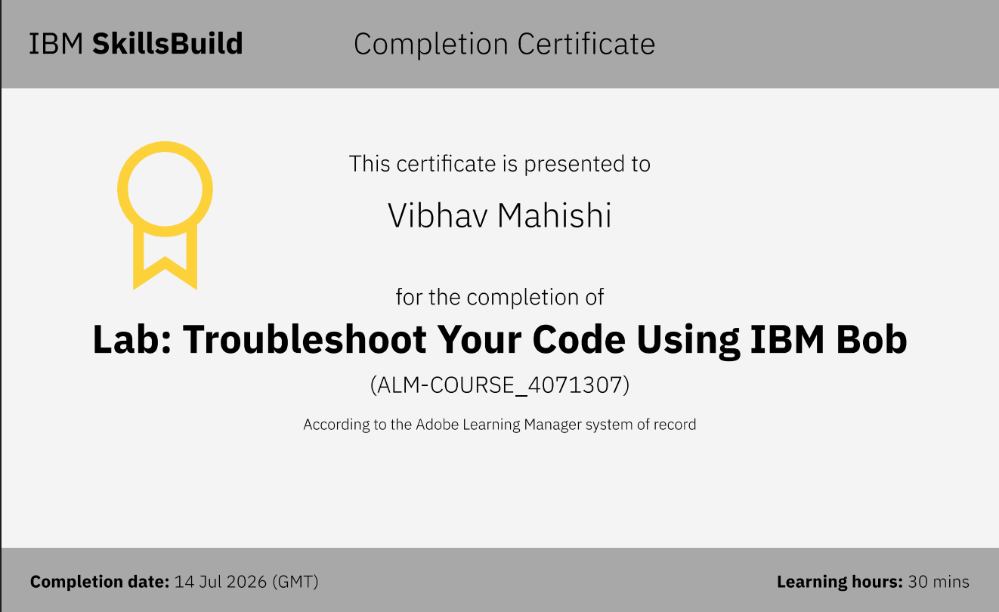 IBM SkillsBuild
Completion Certificate
This certificate is presented to
Vibhav Mahishi
for the completion of
Lab: Troubleshoot Your Code Using IBM Bob
(ALM-COURSE_4071307)
According to the Adobe Learning Manager system of record
Completion date: 14 Jul 2026 (GMT)
Learning hours: 30 mins